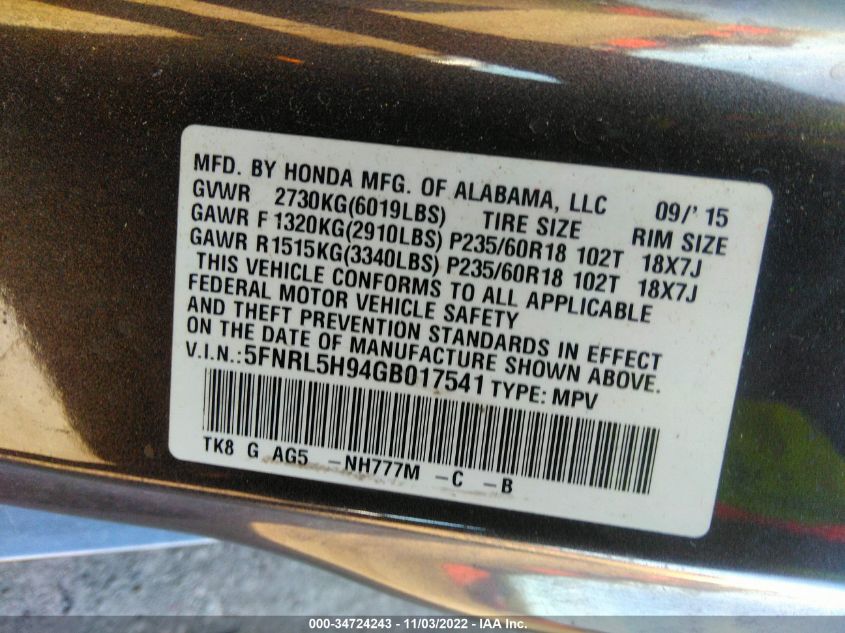 MFD. BY HONDA MFG. OF ALABAMA, LLC 09/' 15
GVWR 2730KG(6019LBS) TIRE SIZE RIM SIZE
GAWR F 1320KG(2910LBS) P235/60R18 102T 18X7J
GAWR R1515KG(3340LBS) P235/60R18 102T 18X7J
THIS VEHICLE CONFORMS TO ALL APPLICABLE
FEDERAL MOTOR VEHICLE SAFETY
AND THEFT PREVENTION STANDARDS IN EFFECT
ON THE DATE OF MANUFACTURE SHOWN ABOVE.
V.I.N.:5FNRL5H94GB017541 TYPE: MPV
TK8 G AG5 -NH777M -C -B
000-34724243 - 11/03/2022 - IAA Inc.